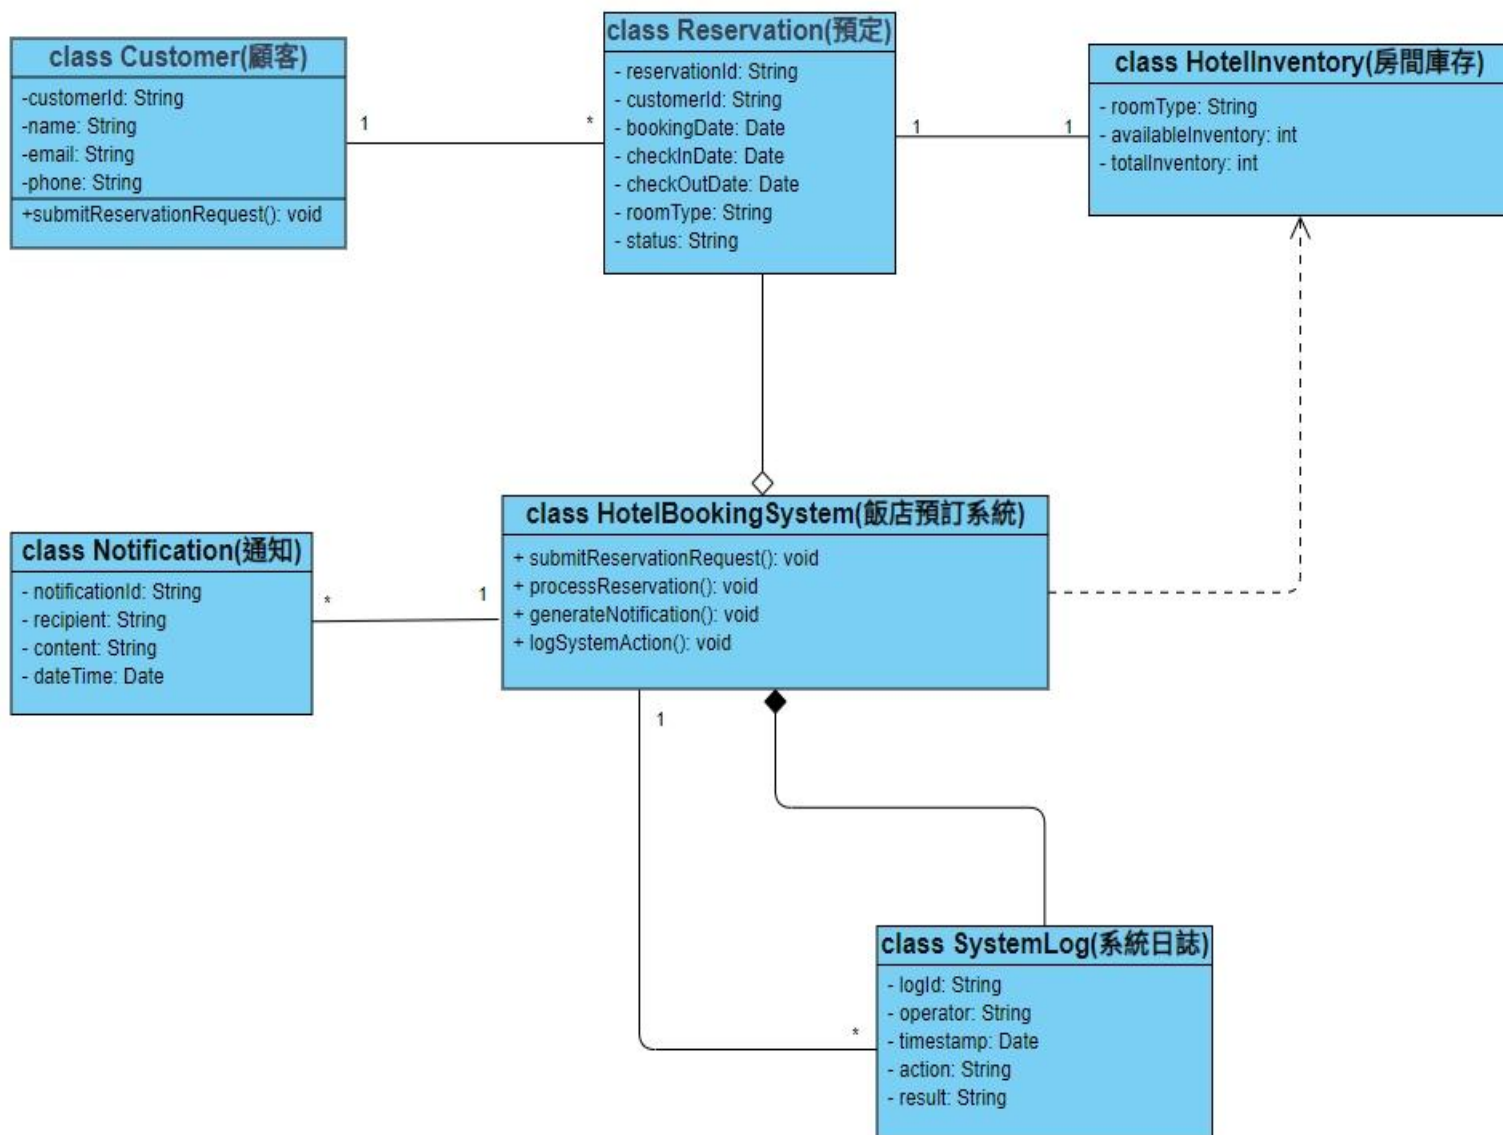 class Customer(顧客)
-customerId: String
-name: String
-email: String
-phone: String
+submitReservationRequest(): void
1
*
class Reservation(預定)
- reservationId: String
- customerId: String
- bookingDate: Date
- checkInDate: Date
- checkOutDate: Date
- roomType: String
- status: String
1
1
class HotelInventory(房間庫存)
- roomType: String
- availableInventory: int
- totalInventory: int
class Notification(通知)
- notificationId: String
- recipient: String
- content: String
- dateTime: Date
*
1
class HotelBookingSystem(飯店預訂系統)
+ submitReservationRequest(): void
+ processReservation(): void
+ generateNotification(): void
+ logSystemAction(): void
1
*
class SystemLog(系統日誌)
- logId: String
- operator: String
- timestamp: Date
- action: String
- result: String